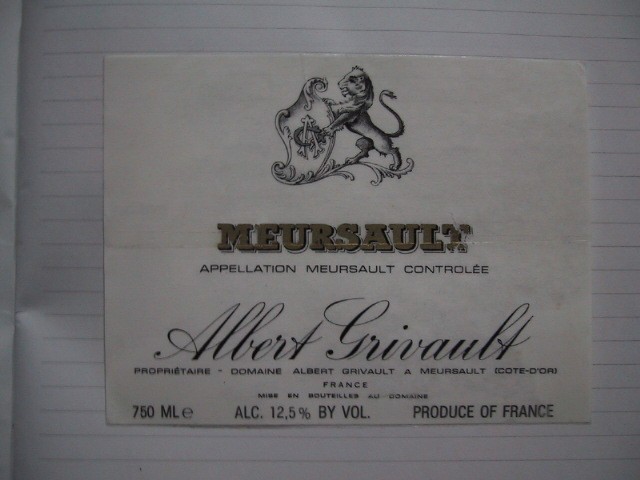 MEURSAULT
APPELLATION MEURSAULT CONTROLÉE
Albert Grivault
PROPRIÉTAIRE - DOMAINE ALBERT GRIVAULT A MEURSAULT (COTE-D'OR)
FRANCE
MISE EN BOUTEILLES AU DOMAINE
750 ML e ALC. 12,5% BY VOL. PRODUCE OF FRANCE